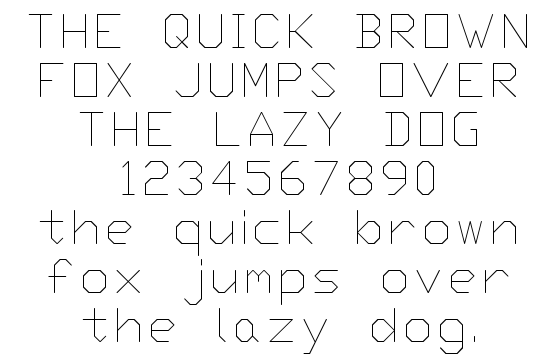 THE QUICK BROWN
FOX JUMPS OVER
THE LAZY DOG
1234567890
the quick brown
fox jumps over
the lazy dog.